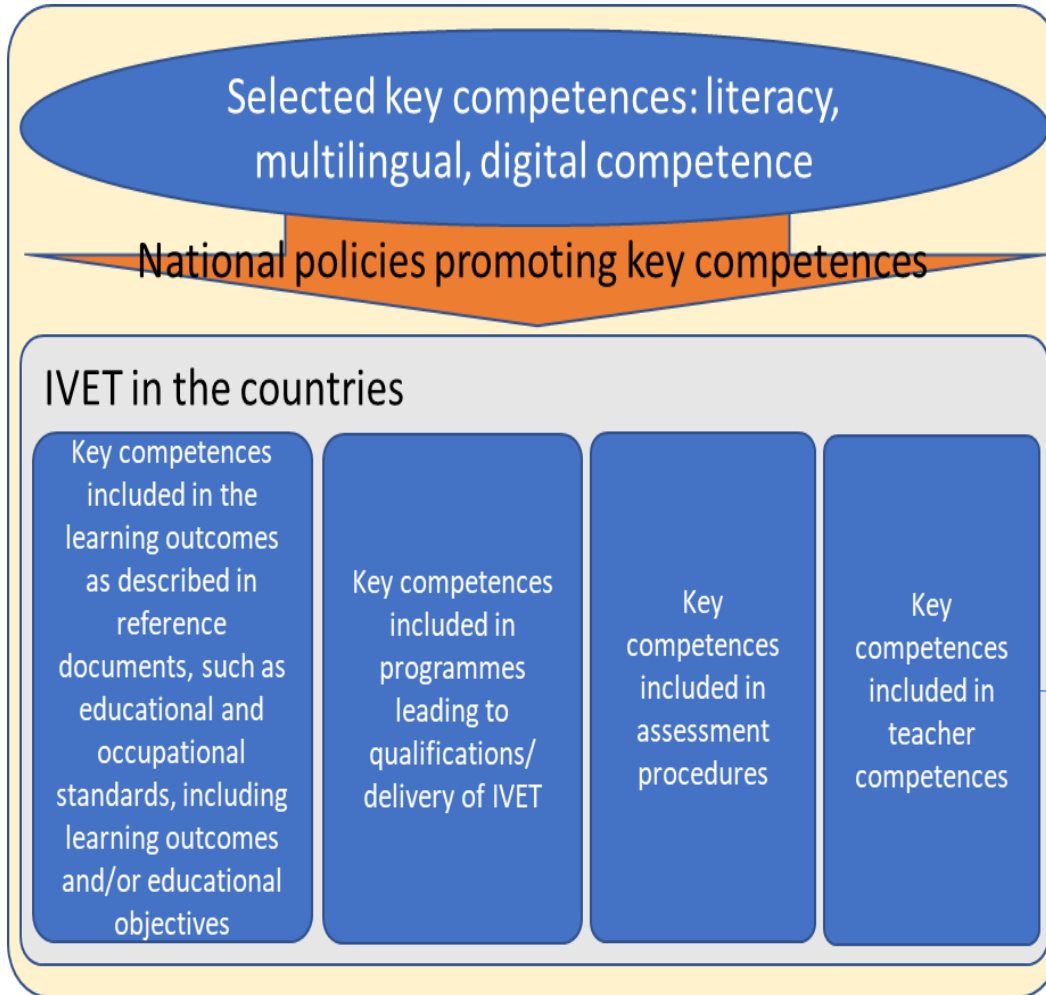 Selected key competences: literacy,
multilingual, digital competence
National policies promoting key competences
IVET in the countries
Key competences
included in the
learning outcomes
as described in
reference
documents, such as
educational and
occupational
standards, including
learning outcomes
and/or educational
objectives
Key competences
included in
programmes
leading to
qualifications/
delivery of IVET
Key
competences
included in
assessment
procedures
Key
competences
included in
teacher
competences